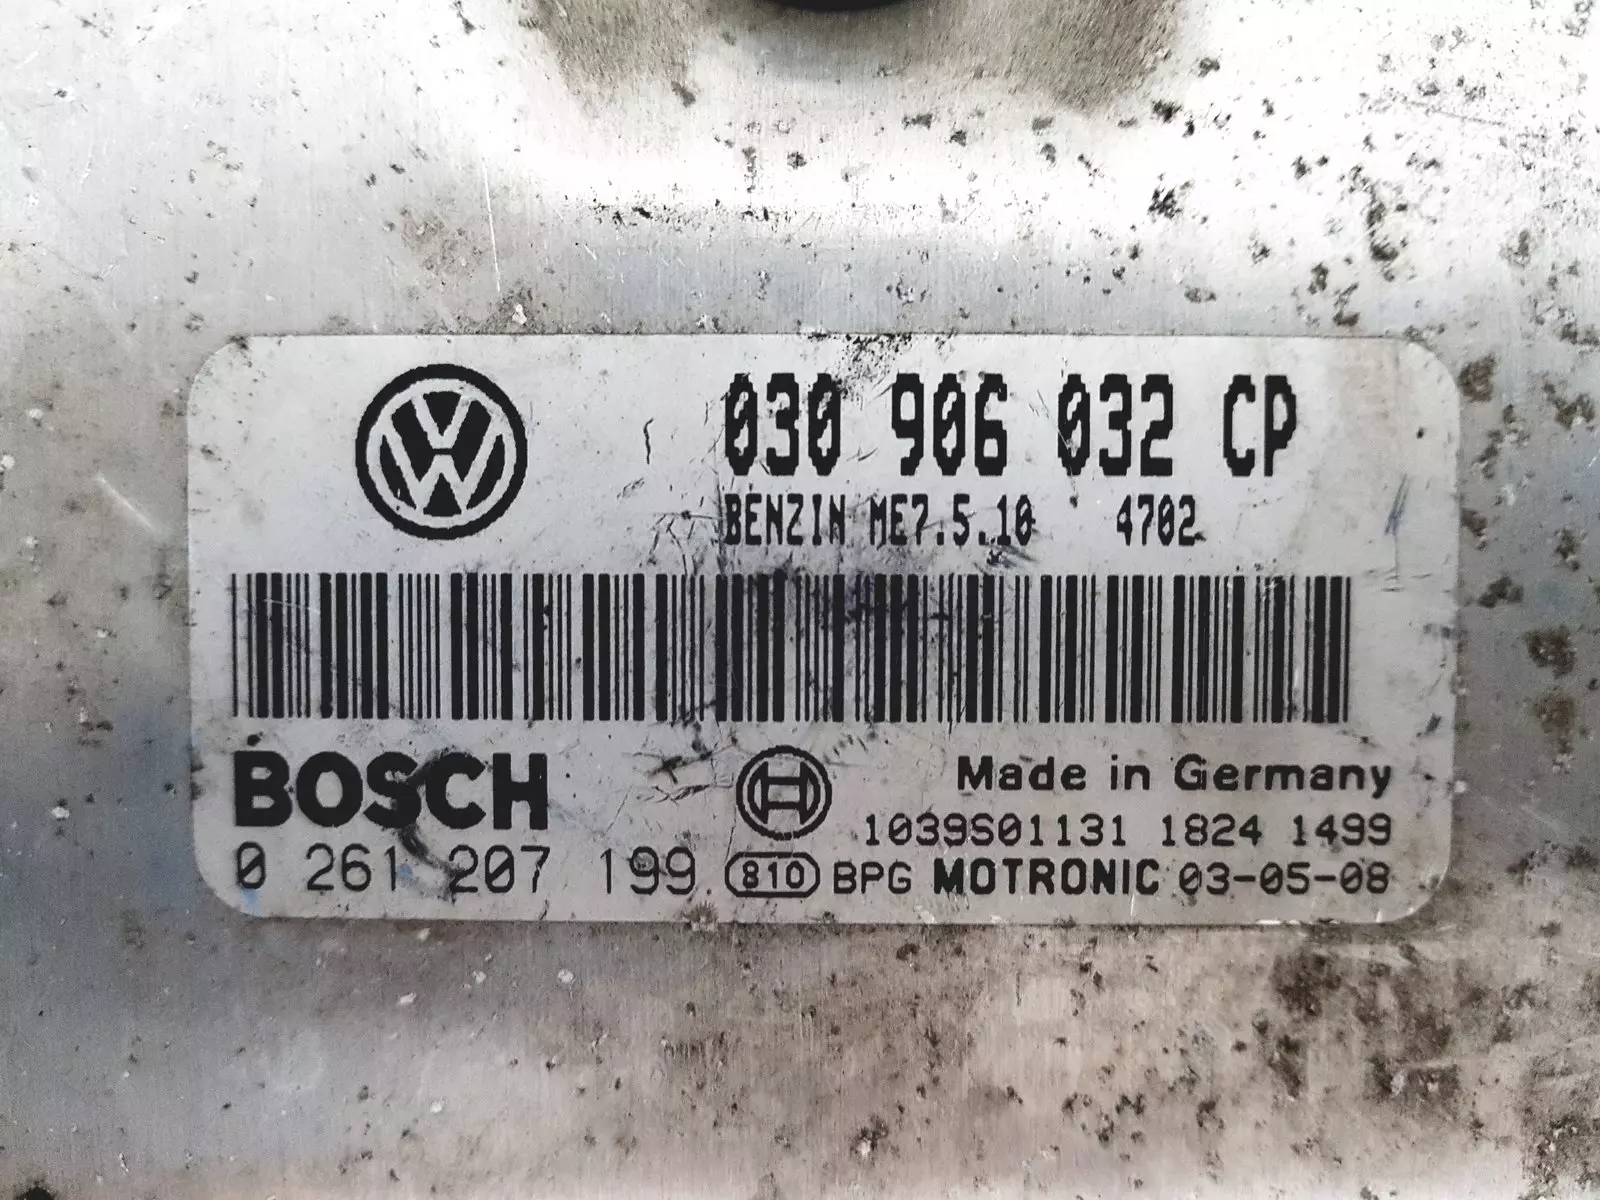 030 906 032 CP
BENZIN ME7.5.10 4702
BOSCH
Made in Germany
1039S01131 1824 1499
0 261 207 199 810 BPG MOTRONIC 03-05-08